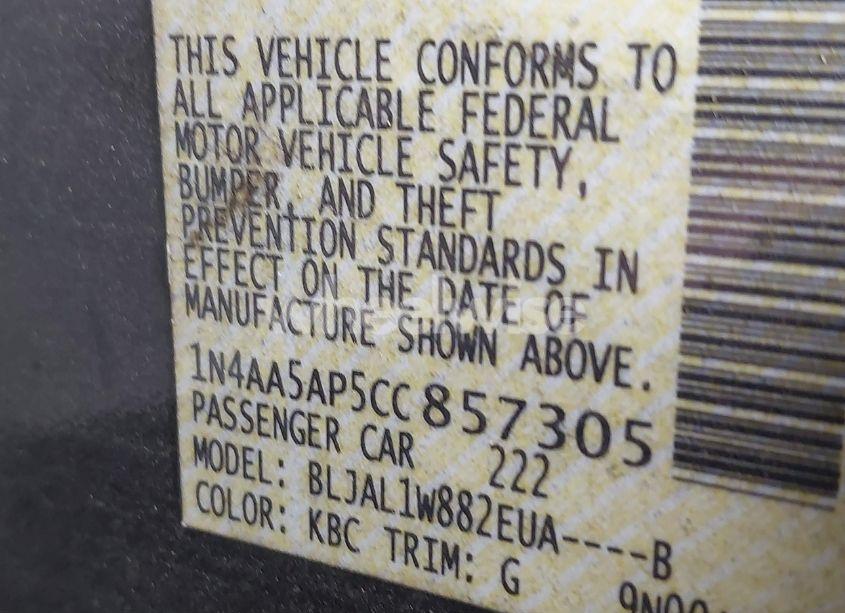 THIS VEHICLE CONFORMS TO
ALL APPLICABLE FEDERAL
MOTOR VEHICLE SAFETY,
BUMPER, AND THEFT
PREVENTION STANDARDS IN
EFFECT ON THE DATE OF
MANUFACTURE SHOWN ABOVE.
1N4AA5AP5CC857305
PASSENGER CAR 222
MODEL: BLJAL1W882EUA----B
COLOR: KBC TRIM: G